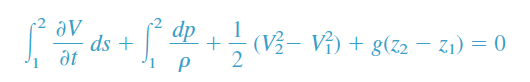 ∫₁² ∂V/∂t ds + ∫₁² dp/ρ + 1/2 (V₂² − V₁²) + g(z₂ − z₁) = 0